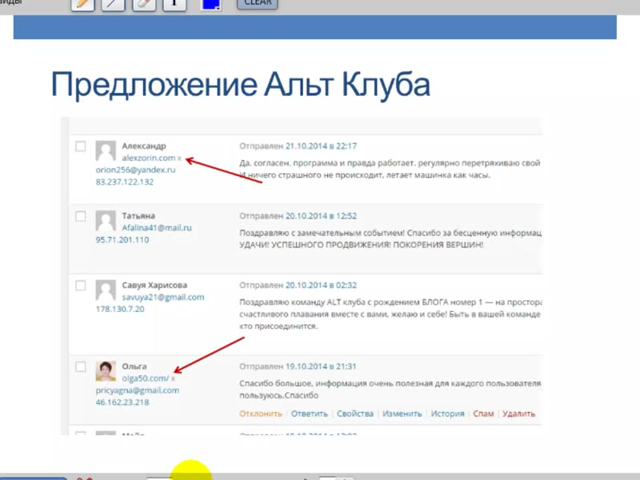 CLEAR
Предложение Альт Клуба
Александр
alexzorin.com x
orion256@yandex.ru
83.237.122.132
Отправлен 21.10.2014 в 22:17
Да, согласен, программа и правда работает, регулярно перетряхиваю свой
И ничего страшного не происходит, летает машинка как часы.
Татьяна
Afalina41@mail.ru
95.71.201.110
Отправлен 20.10.2014 в 12:52
Поздравляю с замечательным событием! Спасибо за бесценную информац
УДАЧИ! УСПЕШНОГО ПРОДВИЖЕНИЯ! ПОКОРЕНИЯ ВЕРШИН!
Савуя Харисова
savuya21@gmail.com
178.130.7.20
Отправлен 20.10.2014 в 02:32
Поздравляю команду ALT клуба с рождением БЛОГА номер 1 — на простора
счастливого плавания вместе с вами, желаю и себе! Быть в вашей команде
кто присоединится.
Ольга
olga50.com/ x
pricyagna@gmail.com
46.162.23.218
Отправлен 19.10.2014 в 21:31
Спасибо большое, информация очень полезная для каждого пользователя
пользуюсь.Спасибо
Отклонить | Ответить | Свойства | Изменить | История | Спам | Удалить